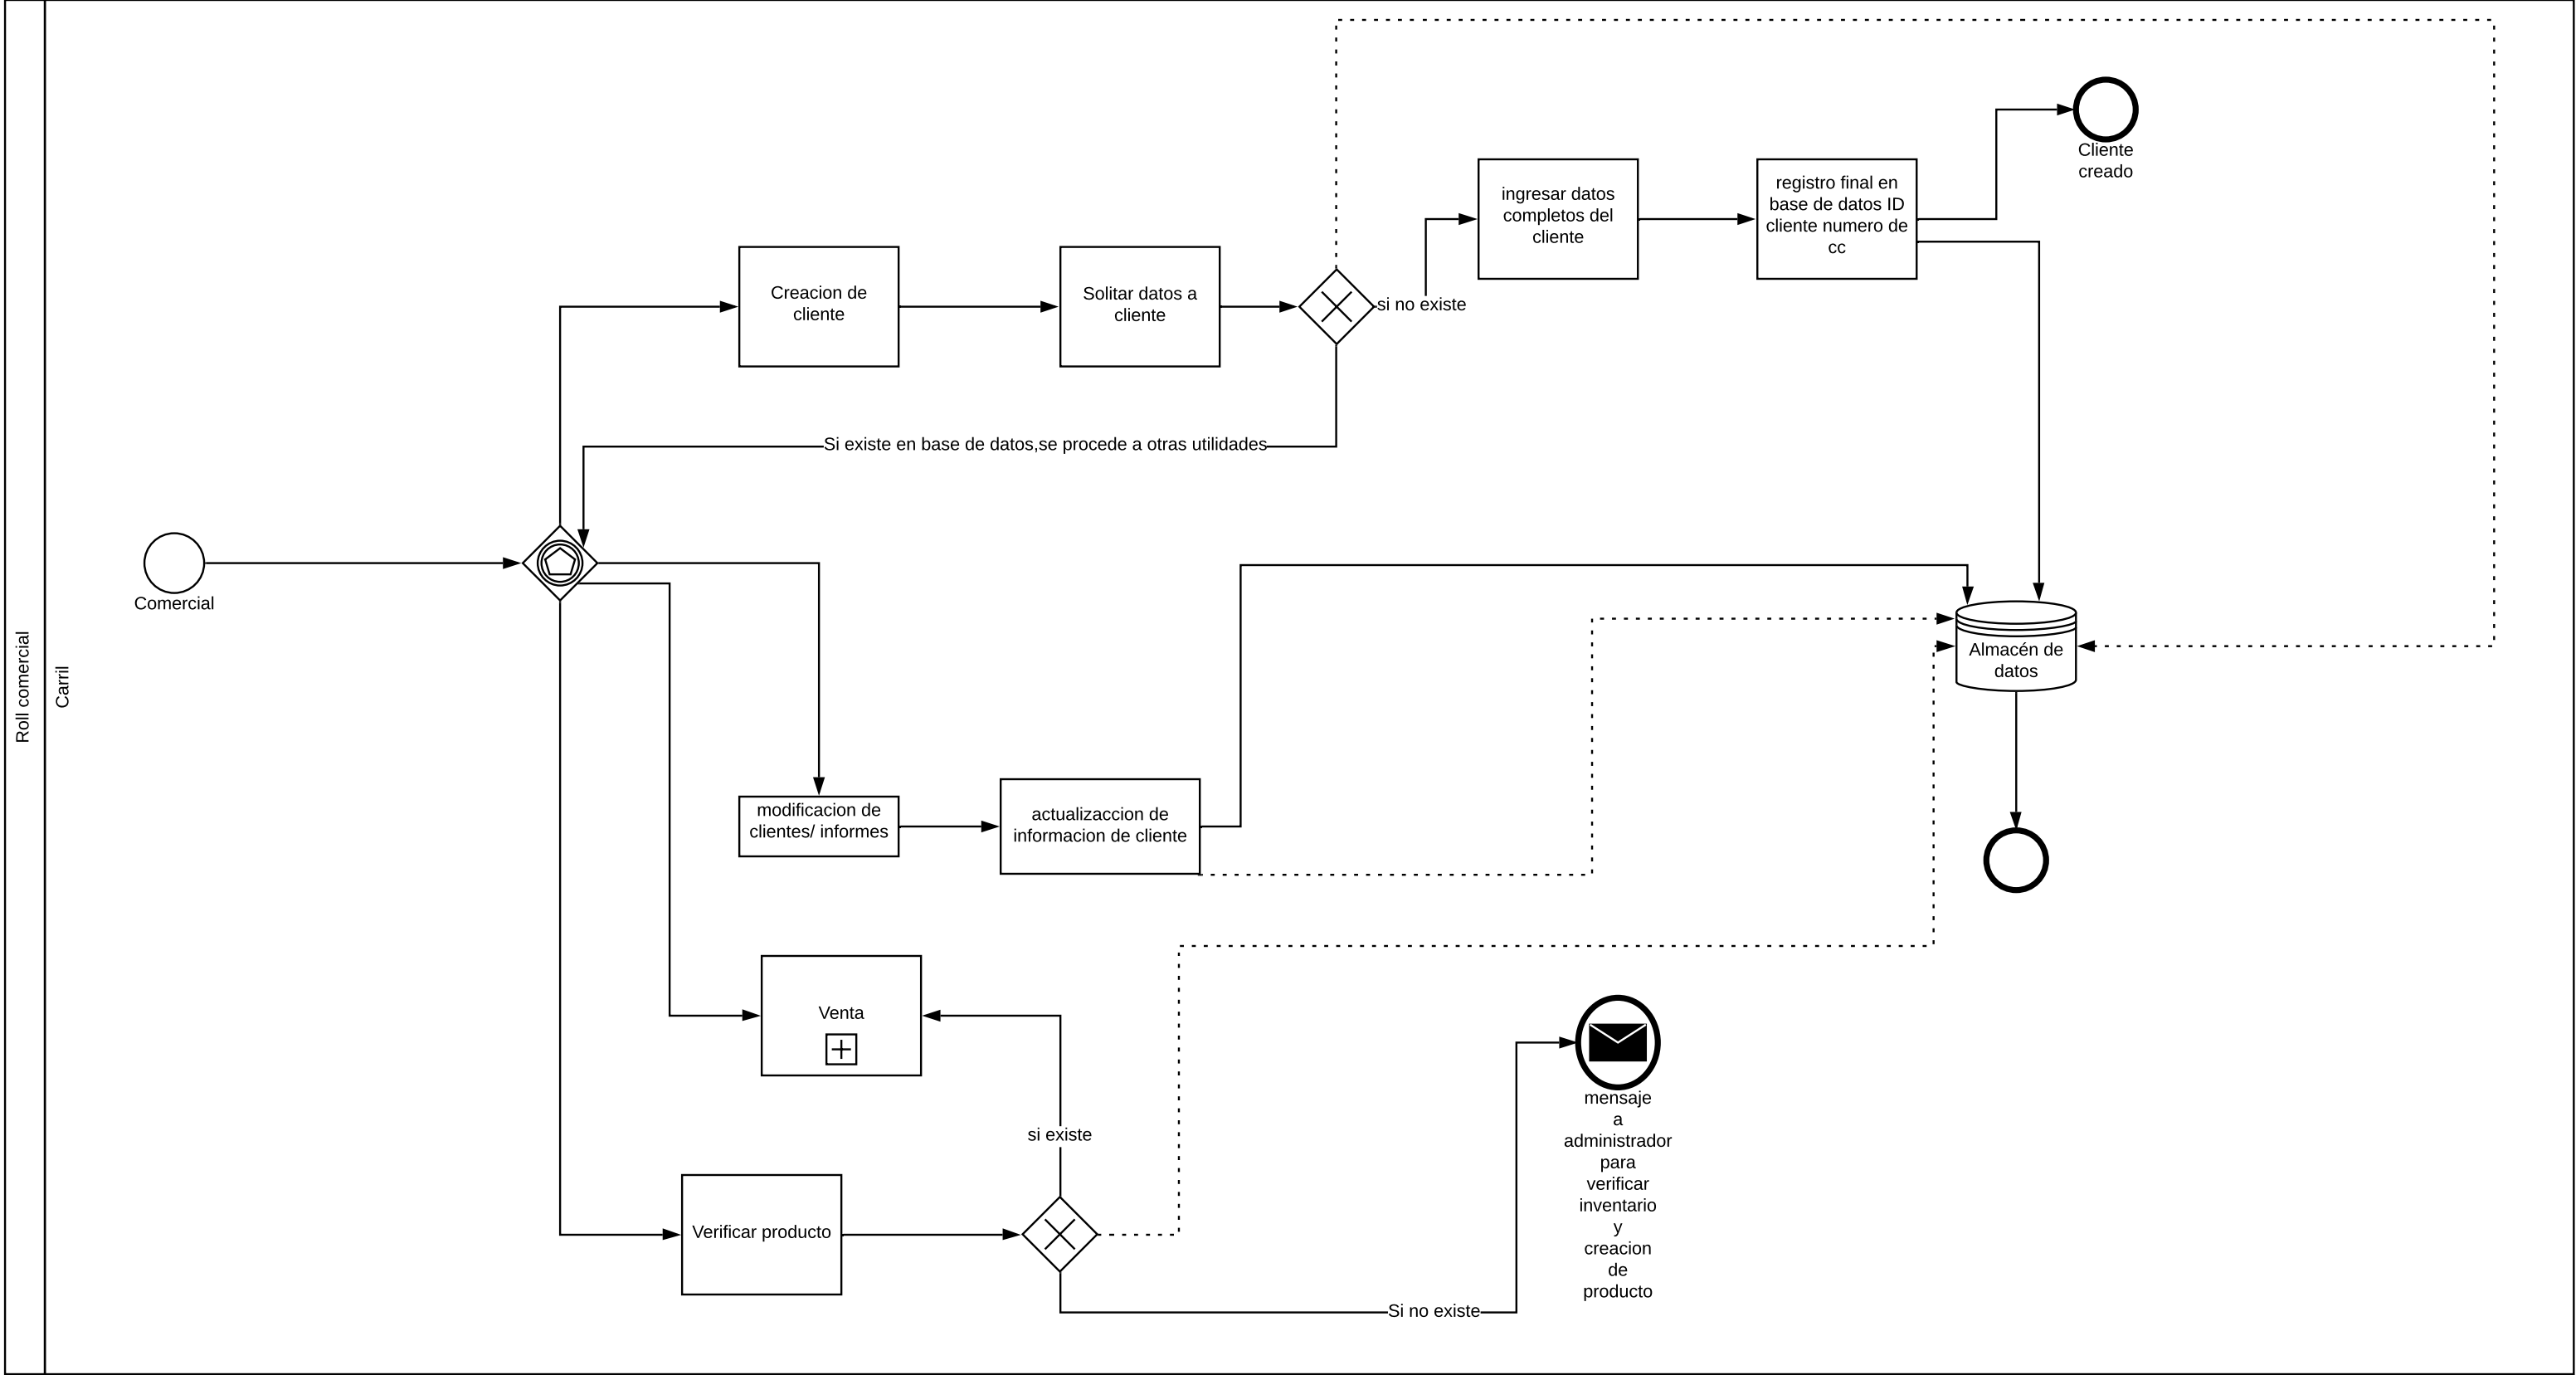 Roll comercial
Carril
Comercial
Creacion de
cliente
Solitar datos a
cliente
si no existe
ingresar datos
completos del
cliente
registro final en
base de datos ID
cliente numero de
cc
Cliente
creado
Si existe en base de datos,se procede a otras utilidades
Almacén de
datos
modificacion de
clientes/ informes
actualizaccion de
informacion de cliente
Venta
si existe
Verificar producto
Si no existe
mensaje
a
administrador
para
verificar
inventario
y
creacion
de
producto